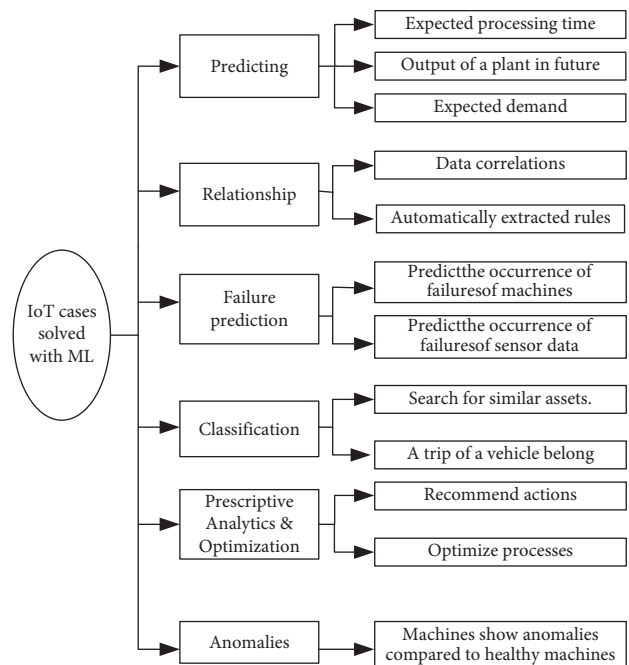 IoT cases
solved
with ML
Predicting
Expected processing time
Output of a plant in future
Expected demand
Relationship
Data correlations
Automatically extracted rules
Failure
prediction
Predictthe occurrence of
failuresof machines
Predictthe occurrence of
failuresof sensor data
Classification
Search for similar assets.
A trip of a vehicle belong
Prescriptive
Analytics &
Optimization
Recommend actions
Optimize processes
Anomalies
Machines show anomalies
compared to healthy machines